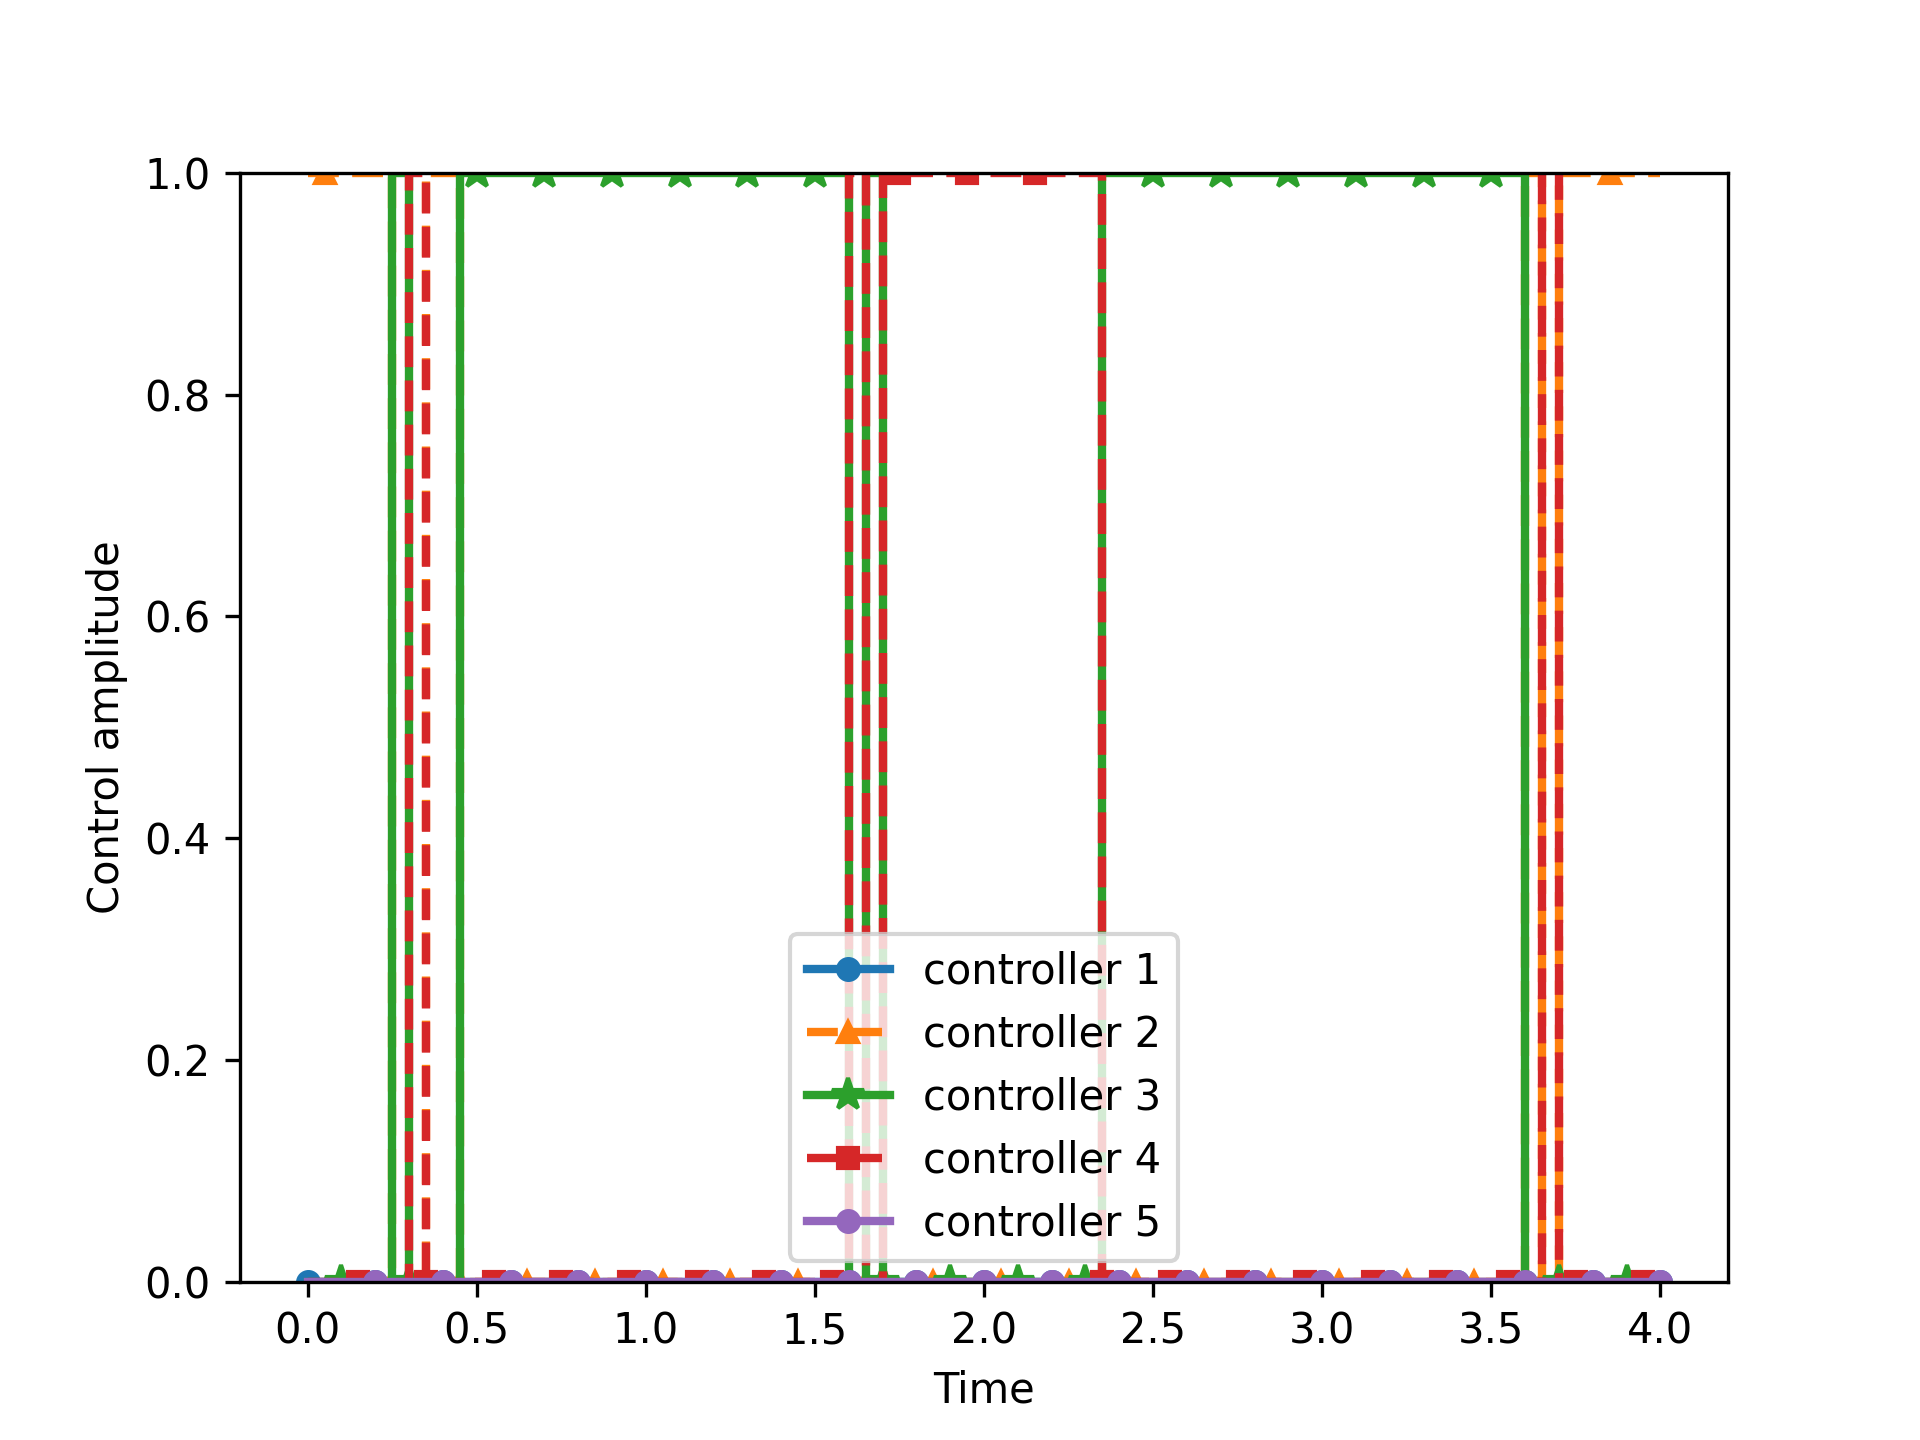 1.0
0.8
0.6
0.4
0.2
0.0
Control amplitude
controller 1
controller 2
controller 3
controller 4
controller 5
0.0 0.5 1.0 1.5 2.0 2.5 3.0 3.5 4.0
Time